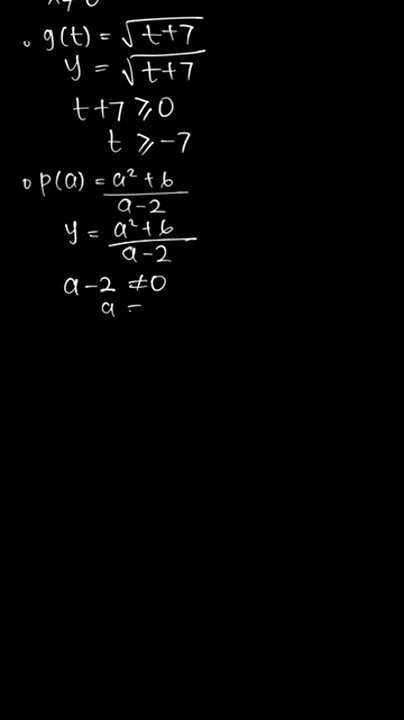 ∘ g(t) = √(t+7)
y = √(t+7)
t+7 ⩾ 0
t ⩾ -7
∘ p(a) = (a² + 6)/(a-2)
y = (a² + 6)/(a-2)
a-2 ≠ 0
a =